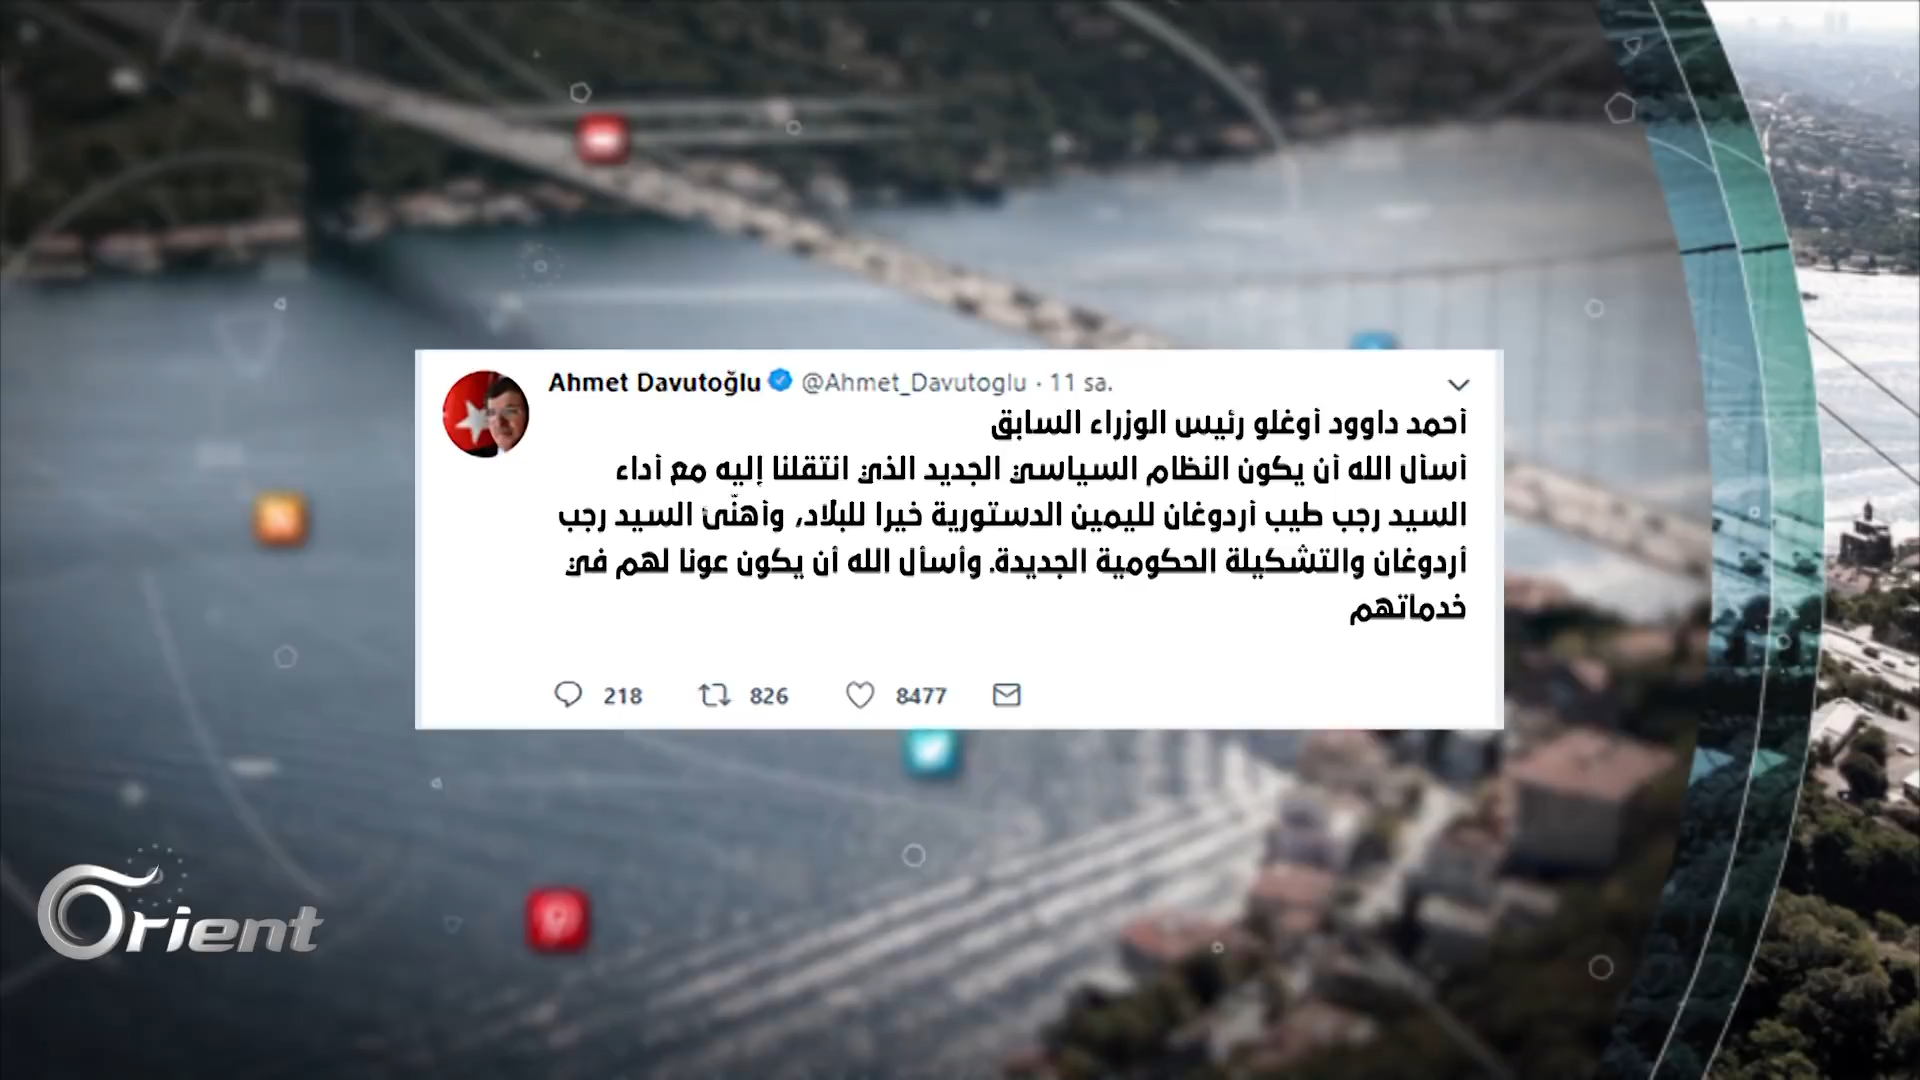 Ahmet Davutoğlu @Ahmet_Davutoglu · 11 sa.
أحمد داوود أوغلو رئيس الوزراء السابق
أسأل الله أن يكون النظام السياسي الجديد الذي انتقلنا إليه مع أداء
السيد رجب طيب أردوغان لليمين الدستورية خيرا للبلاد، وأهنّئ السيد رجب
أردوغان والتشكيلة الحكومية الجديدة. وأسأل الله أن يكون عونا لهم في
خدماتهم
218 826 8477
Orient